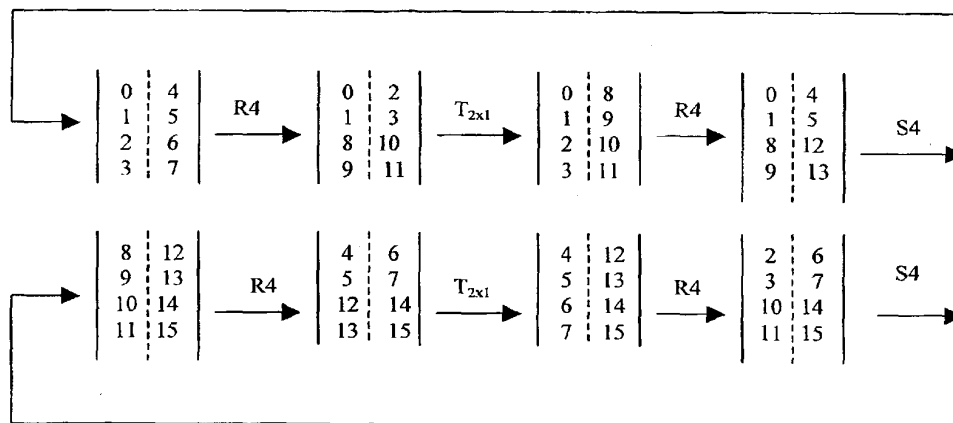 0 4 0 2 0 8 0 4
1 5 R4 1 3 T2x1 1 9 R4 1 5 S4
2 6 8 10 2 10 8 12
3 7 9 11 3 11 9 13
8 12 4 6 4 12 2 6 S4
9 13 R4 5 7 T2x1 5 13 R4 3 7
10 14 12 14 6 14 10 14
11 15 13 15 7 15 11 15